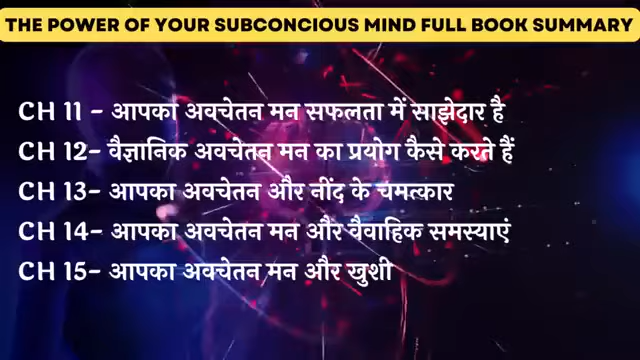 THE POWER OF YOUR SUBCONCIOUS MIND FULL BOOK SUMMARY
CH 11 - आपका अवचेतन मन सफलता में साझेदार है
CH 12- वैज्ञानिक अवचेतन मन का प्रयोग कैसे करते हैं
CH 13- आपका अवचेतन और नींद के चमत्कार
CH 14- आपका अवचेतन मन और वैवाहिक समस्याएं
CH 15- आपका अवचेतन मन और खुशी